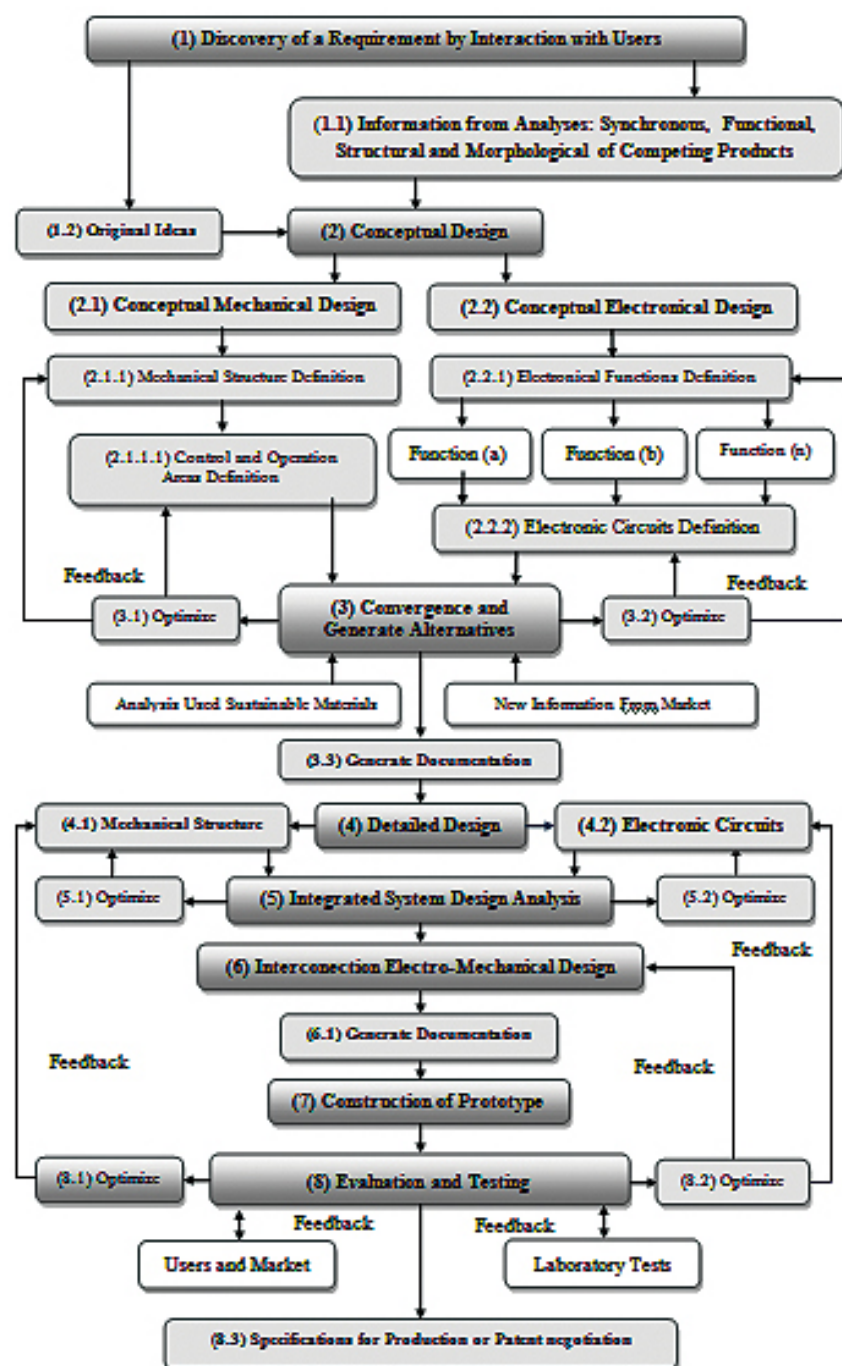 (1) Discovery of a Requirement by Interaction with Users
(1.1) Information from Analyses: Synchronous, Functional,
Structural and Morphological of Competing Products
(1.2) Original Ideas
(2) Conceptual Design
(2.1) Conceptual Mechanical Design
(2.2) Conceptual Electronical Design
(2.1.1) Mechanical Structure Definition
(2.2.1) Electronical Functions Definition
(2.1.1.1) Control and Operation
Areas Definition
Function (a)
Function (b)
Function (n)
(2.2.2) Electronic Circuits Definition
Feedback
Feedback
(3.1) Optimize
(3) Convergence and
Generate Alternatives
(3.2) Optimize
Analysis Used Sustainable Materials
New Information From Market
(3.3) Generate Documentation
(4.1) Mechanical Structure
(4) Detailed Design
(4.2) Electronic Circuits
(5.1) Optimize
(5) Integrated System Design Analysis
(5.2) Optimize
Feedback
(6) Interconection Electro-Mechanical Design
(6.1) Generate Documentation
Feedback
Feedback
(7) Construction of Prototype
(8.1) Optimize
(8) Evaluation and Testing
(8.2) Optimize
Feedback
Feedback
Users and Market
Laboratory Tests
(8.3) Specifications for Production or Patent negotiation